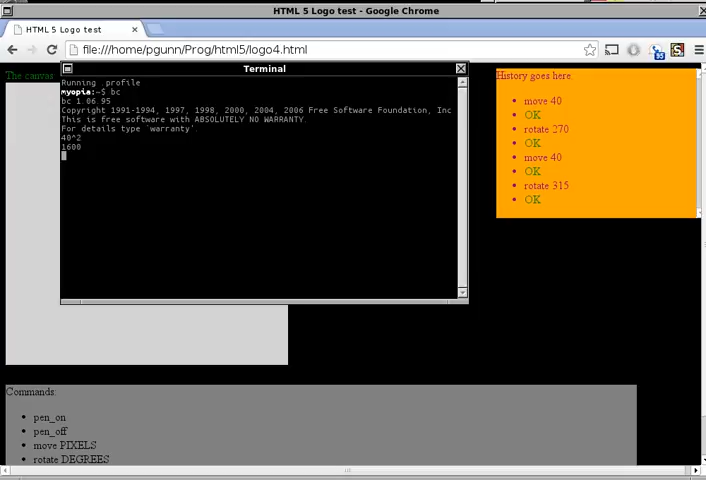 HTML 5 Logo test - Google Chrome
HTML 5 Logo test
file:///home/pgunn/Prog/html5/logo4.html
95
The canvas
Terminal
Running profile
myopia:~$ bc
bc 1.06.95
Copyright 1991-1994, 1997, 1998, 2000, 2004, 2006 Free Software Foundation, Inc
This is free software with ABSOLUTELY NO WARRANTY.
For details type `warranty'.
40^2
1600
History goes here
• move 40
• OK
• rotate 270
• OK
• move 40
• OK
• rotate 315
• OK
Commands:
• pen_on
• pen_off
• move PIXELS
• rotate DEGREES